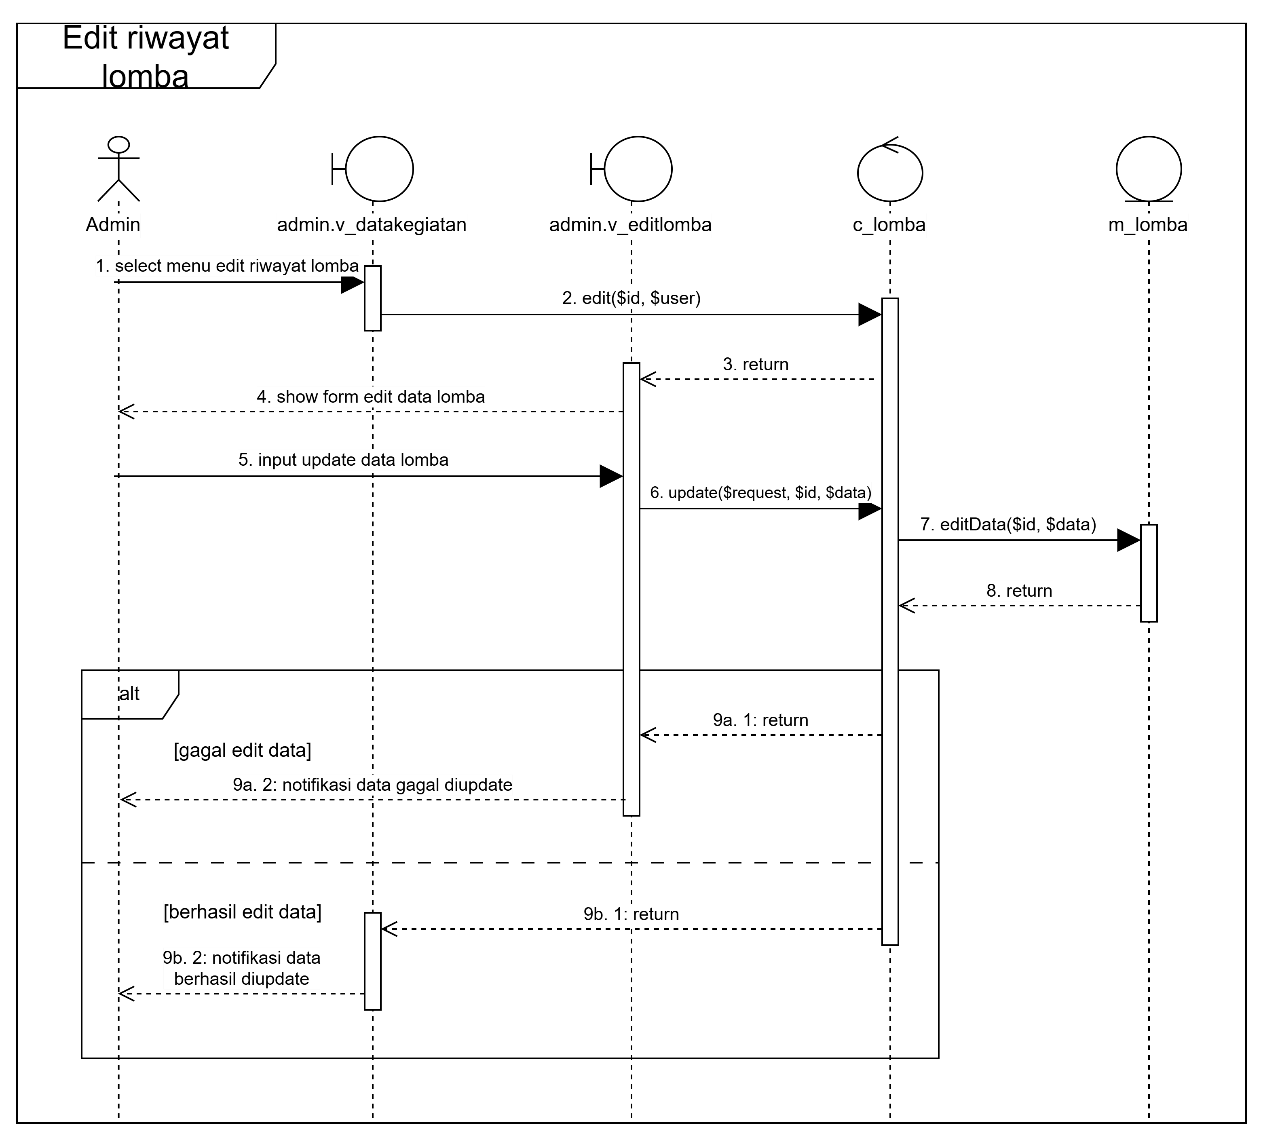 Edit riwayat
lomba
Admin
admin.v_datakegiatan
admin.v_editlomba
c_lomba
m_lomba
1. select menu edit riwayat lomba
2. edit($id, $user)
3. return
4. show form edit data lomba
5. input update data lomba
6. update($request, $id, $data)
7. editData($id, $data)
8. return
alt
9a. 1: return
[gagal edit data]
9a. 2: notifikasi data gagal diupdate
[berhasil edit data]
9b. 1: return
9b. 2: notifikasi data
berhasil diupdate